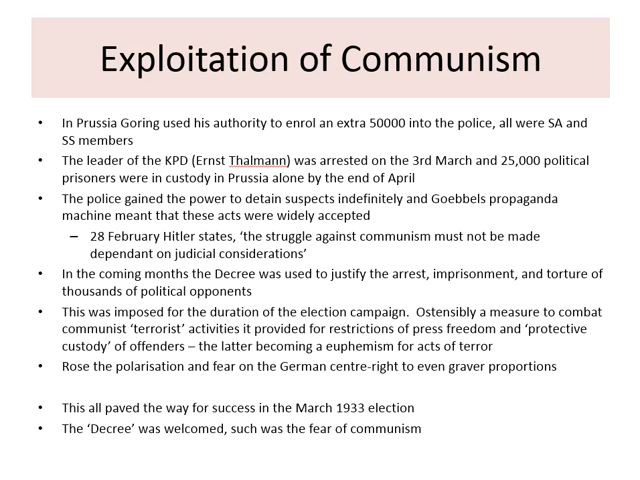 Exploitation of Communism
• In Prussia Goring used his authority to enrol an extra 50000 into the police, all were SA and
SS members
• The leader of the KPD (Ernst Thalmann) was arrested on the 3rd March and 25,000 political
prisoners were in custody in Prussia alone by the end of April
• The police gained the power to detain suspects indefinitely and Goebbels propaganda
machine meant that these acts were widely accepted
– 28 February Hitler states, ‘the struggle against communism must not be made
dependant on judicial considerations’
• In the coming months the Decree was used to justify the arrest, imprisonment, and torture of
thousands of political opponents
• This was imposed for the duration of the election campaign.  Ostensibly a measure to combat
communist ‘terrorist’ activities it provided for restrictions of press freedom and ‘protective
custody’ of offenders – the latter becoming a euphemism for acts of terror
• Rose the polarisation and fear on the German centre-right to even graver proportions
• This all paved the way for success in the March 1933 election
• The ‘Decree’ was welcomed, such was the fear of communism